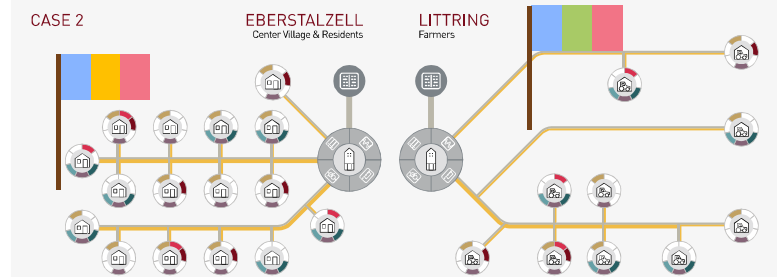 CASE 2
EBERSTALZELL
Center Village & Residents
LITTRING
Farmers